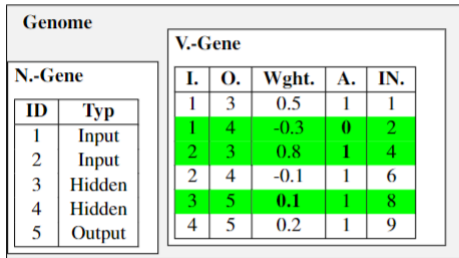 Genome
V.-Gene
N.-Gene
I. O. Wght. A. IN.
1 3 0.5 1 1
1 4 -0.3 0 2
2 3 0.8 1 4
2 4 -0.1 1 6
3 5 0.1 1 8
4 5 0.2 1 9
ID Typ
1 Input
2 Input
3 Hidden
4 Hidden
5 Output